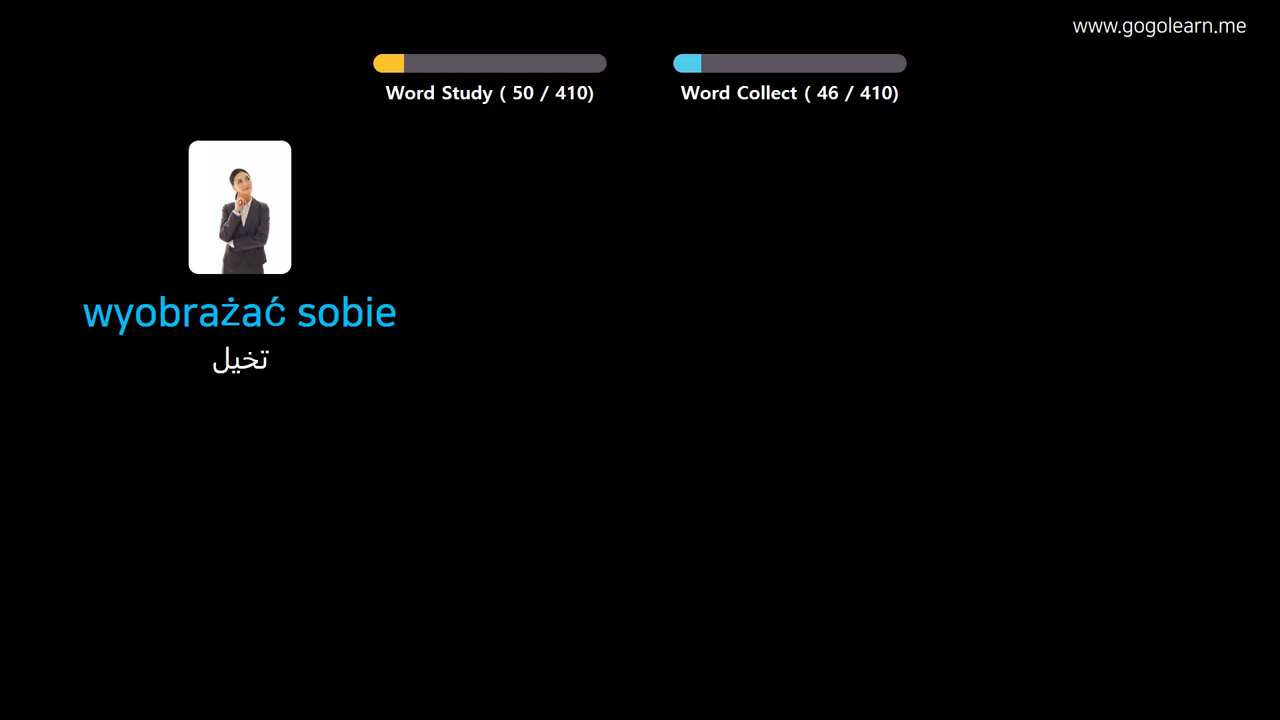 www.gogolearn.me
Word Study ( 50 / 410)
Word Collect ( 46 / 410)
wyobrażać sobie
تخيل